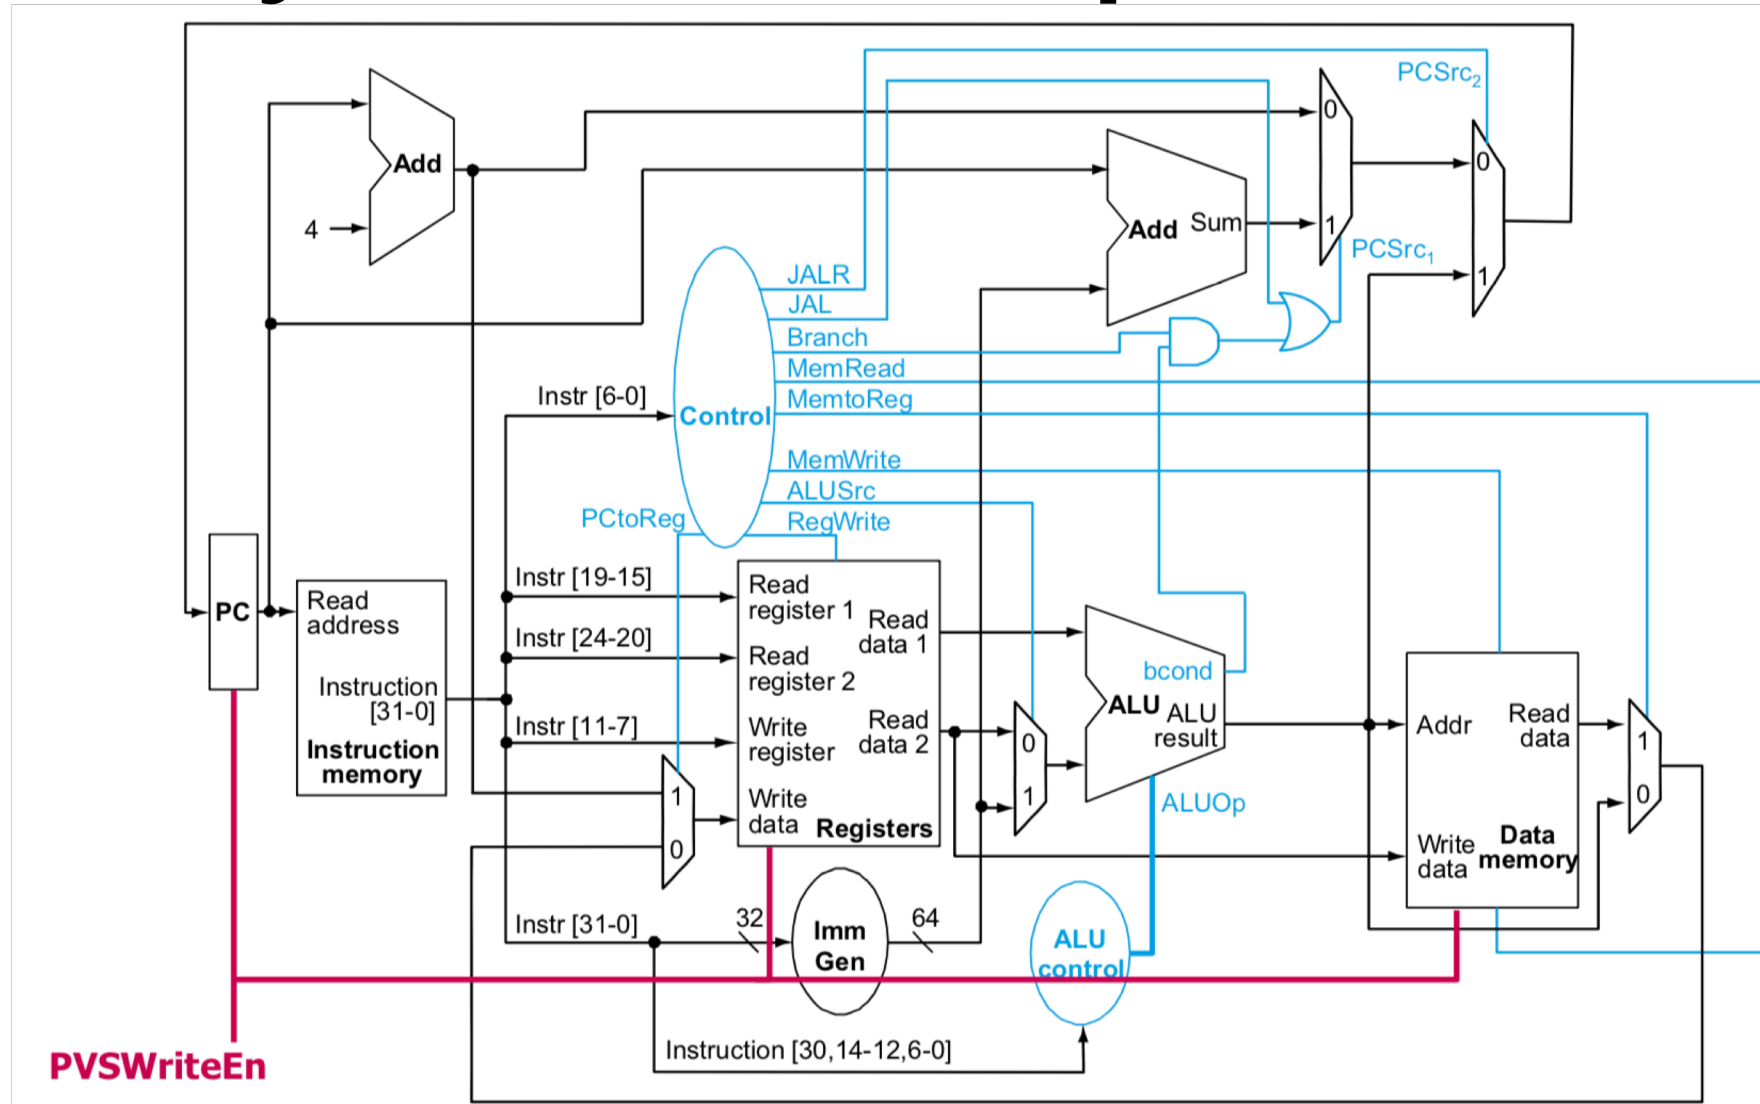 PCSrc2
0
Add
0
Add
Sum
4
1
PCSrc1
1
JALR
JAL
Branch
MemRead
Instr [6-0]
MemtoReg
Control
MemWrite
ALUSrc
PCtoReg
RegWrite
Instr [19-15]
Read
register 1
PC
Read
address
Read
data 1
Instr [24-20]
Read
register 2
bcond
Instruction
[31-0]
ALU
ALU
result
Instr [11-7]
Write
register
Read
data 2
0
Addr
Read
data
1
Instruction
memory
1
1
0
Write
data
Registers
ALUOp
0
Write
data
Data
memory
Instr [31-0]
32
Imm
Gen
64
ALU
control
Instruction [30,14-12,6-0]
PVSWriteEn